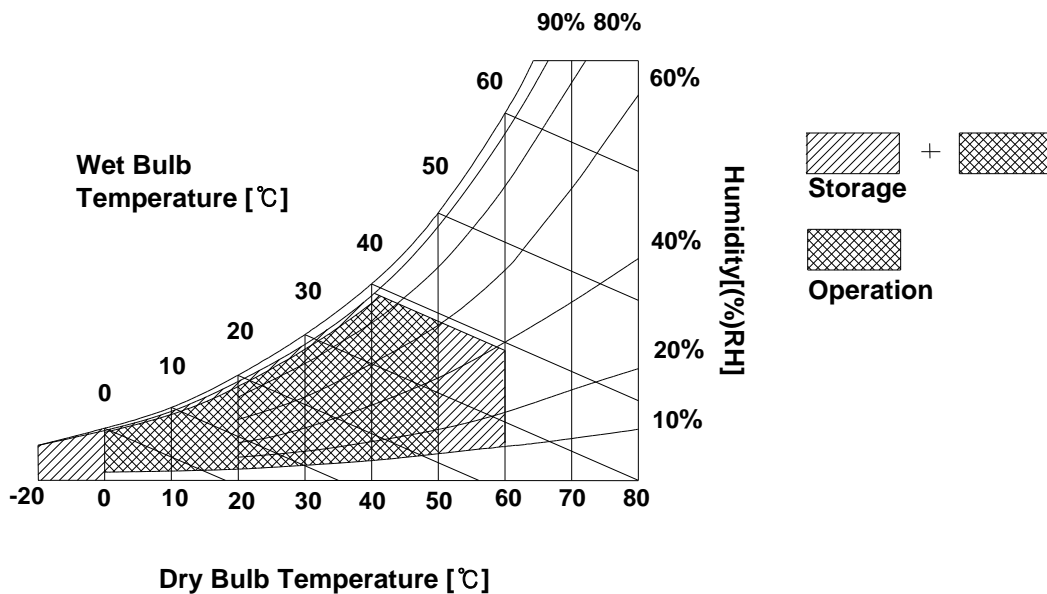 90% 80%
60
60%
Wet Bulb
Temperature [℃]
50
40
30
20
10
0
Humidity[(%)RH]
40%
20%
10%
+
Storage
Operation
-20 0 10 20 30 40 50 60 70 80
Dry Bulb Temperature [℃]